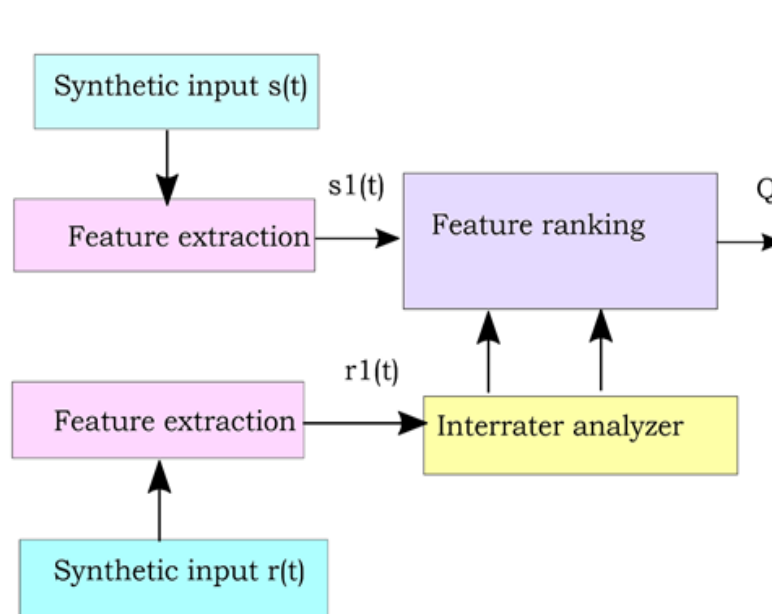 Synthetic input s(t)
s1(t)
Q
Feature extraction
Feature ranking
r1(t)
Feature extraction
Interrater analyzer
Synthetic input r(t)